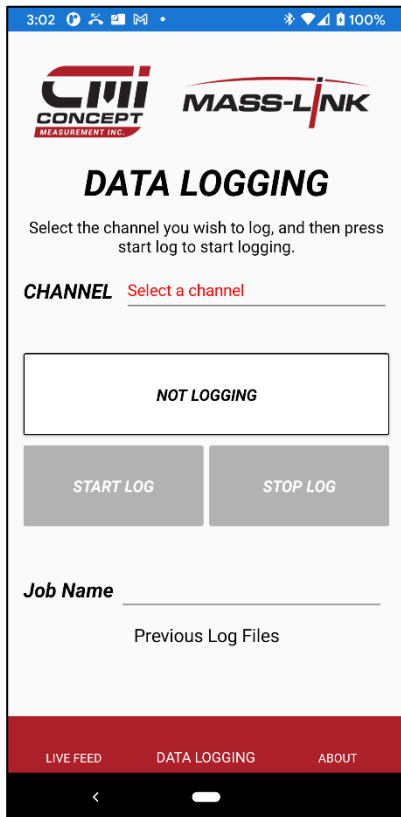 3:02
100%
CMI
CONCEPT
MEASUREMENT INC.
MASS-LINK
DATA LOGGING
Select the channel you wish to log, and then press
start log to start logging.
CHANNEL Select a channel
NOT LOGGING
START LOG STOP LOG
Job Name
Previous Log Files
LIVE FEED DATA LOGGING ABOUT